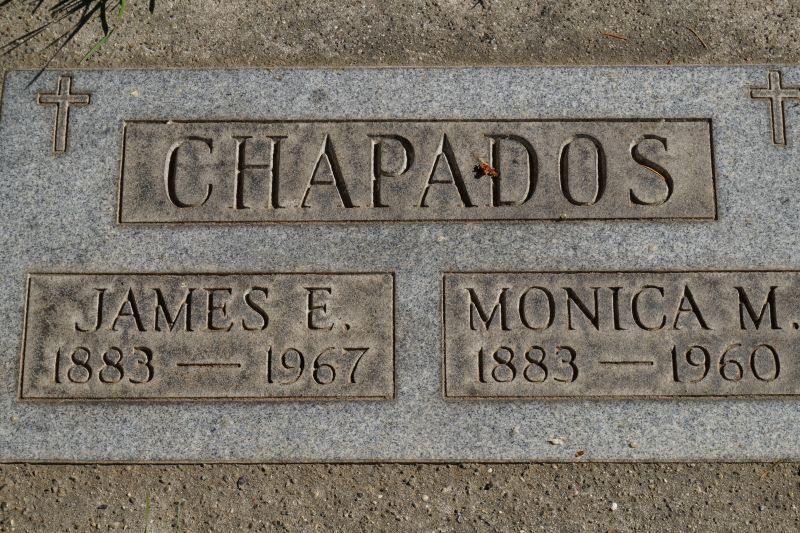 CHAPADOS
JAMES E.
1883 — 1967
MONICA M.
1883 — 1960